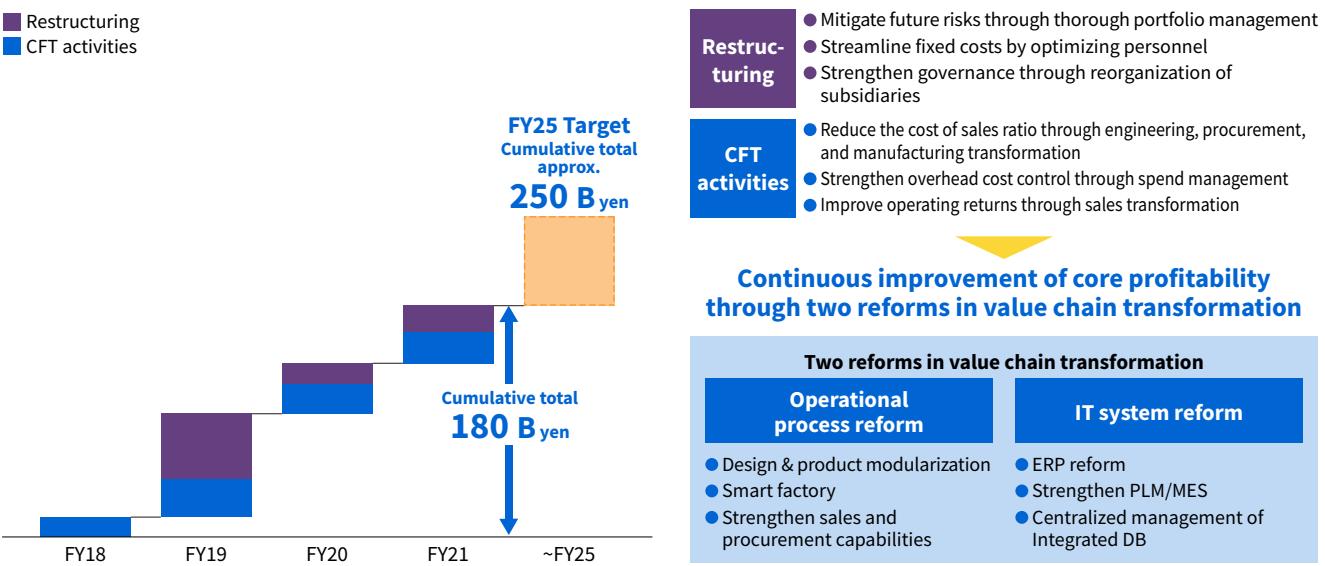 Restructuring
CFT activities
FY25 Target
Cumulative total
approx.
250 B yen
Cumulative total
180 B yen
FY18
FY19
FY20
FY21
~FY25
Restruc-
turing
Mitigate future risks through thorough portfolio management
Streamline fixed costs by optimizing personnel
Strengthen governance through reorganization of
subsidiaries
CFT
activities
Reduce the cost of sales ratio through engineering, procurement,
and manufacturing transformation
Strengthen overhead cost control through spend management
Improve operating returns through sales transformation
Continuous improvement of core profitability
through two reforms in value chain transformation
Two reforms in value chain transformation
Operational
process reform
Design & product modularization
Smart factory
Strengthen sales and
procurement capabilities
IT system reform
ERP reform
Strengthen PLM/MES
Centralized management of
Integrated DB